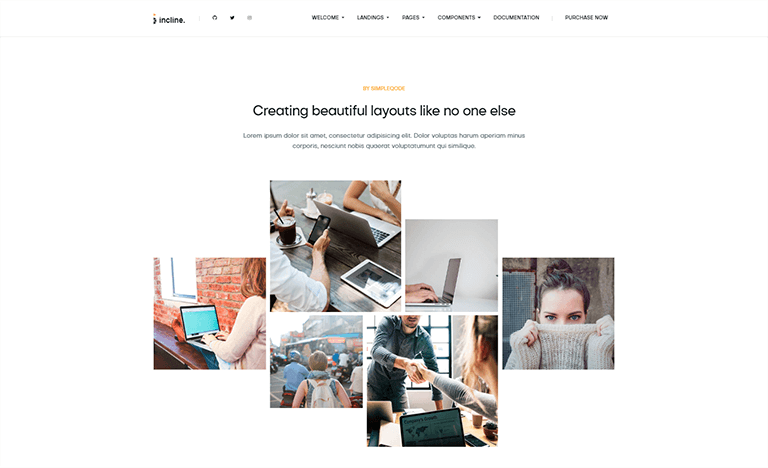 incline.
WELCOME
LANDINGS
PAGES
COMPONENTS
DOCUMENTATION
PURCHASE NOW
BY SIMPLEQODE
Creating beautiful layouts like no one else
Lorem ipsum dolor sit amet, consectetur adipisicing elit. Dolor voluptas harum aperiam minus
corporis, nesciunt nobis quaerat voluptatumunt qui similique.